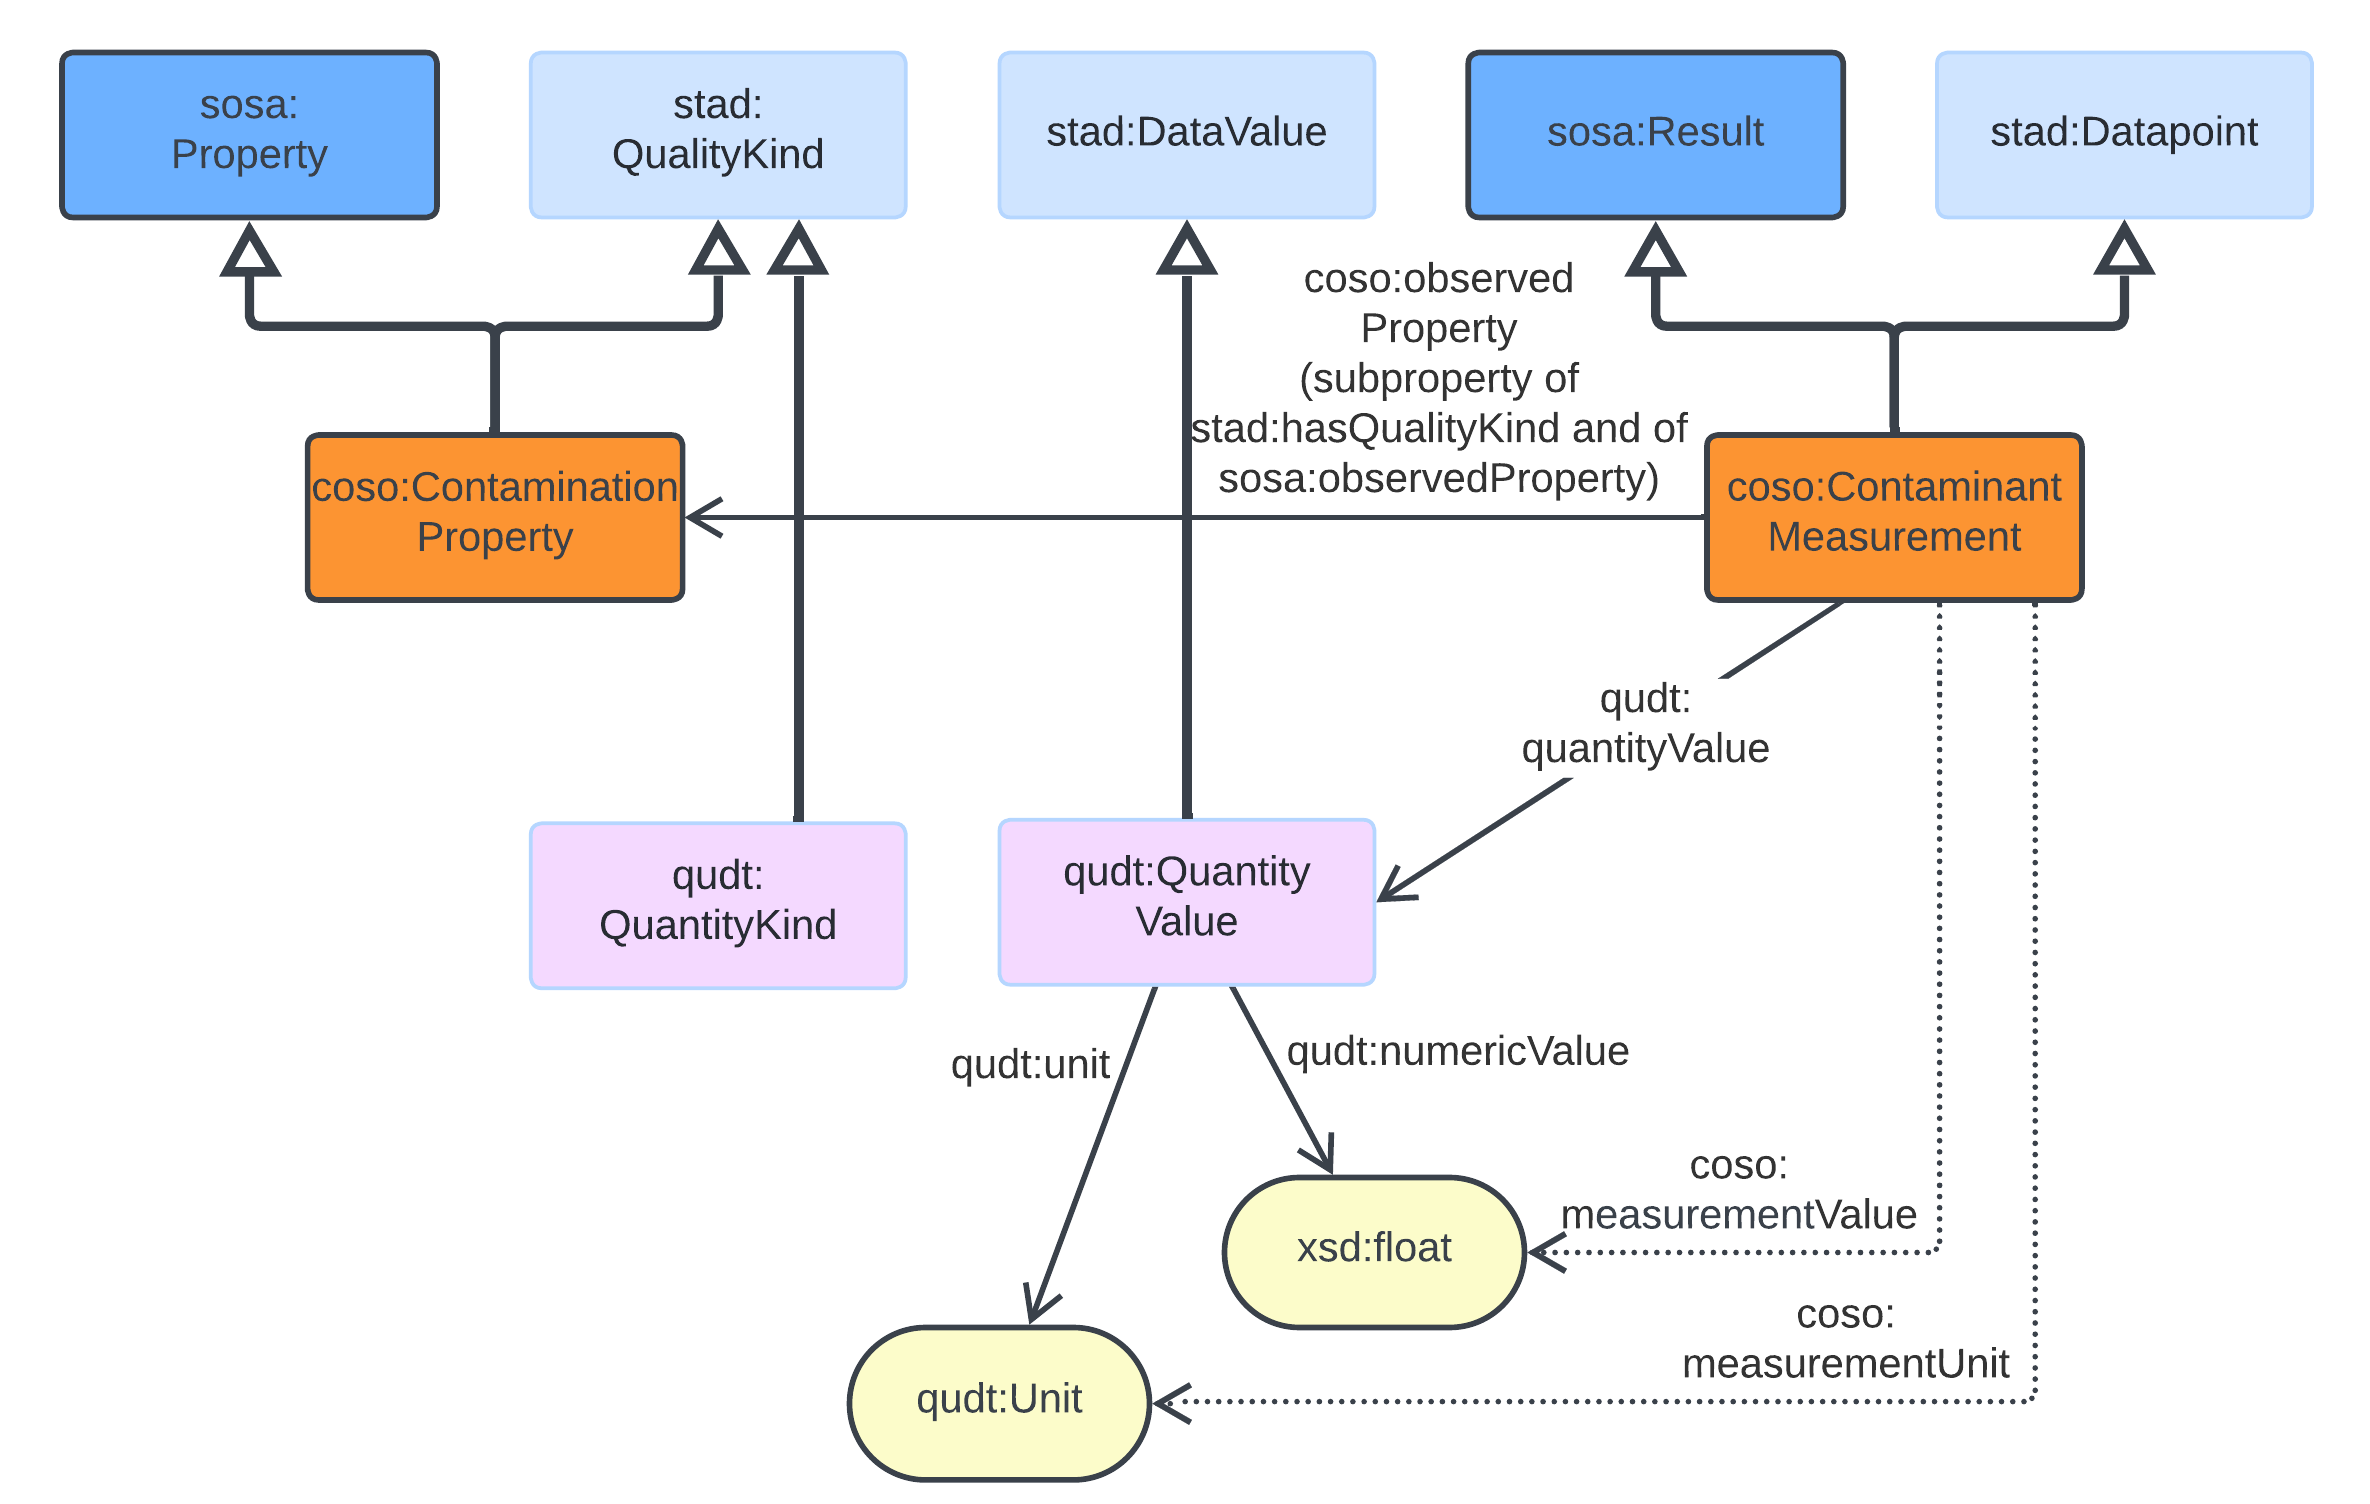 sosa:
Property
stad:
QualityKind
stad:DataValue
sosa:Result
stad:Datapoint
coso:observed
Property
(subproperty of
stad:hasQualityKind and of
sosa:observedProperty)
coso:Contamination
Property
coso:Contaminant
Measurement
qudt:
quantityValue
qudt:
QuantityKind
qudt:Quantity
Value
qudt:unit
qudt:numericValue
coso:
measurementValue
xsd:float
coso:
measurementUnit
qudt:Unit